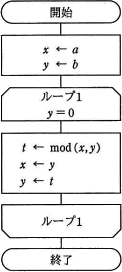 開始
x ← a
y ← b
ループ1
y = 0
t ← mod (x, y)
x ← y
y ← t
ループ1
終了